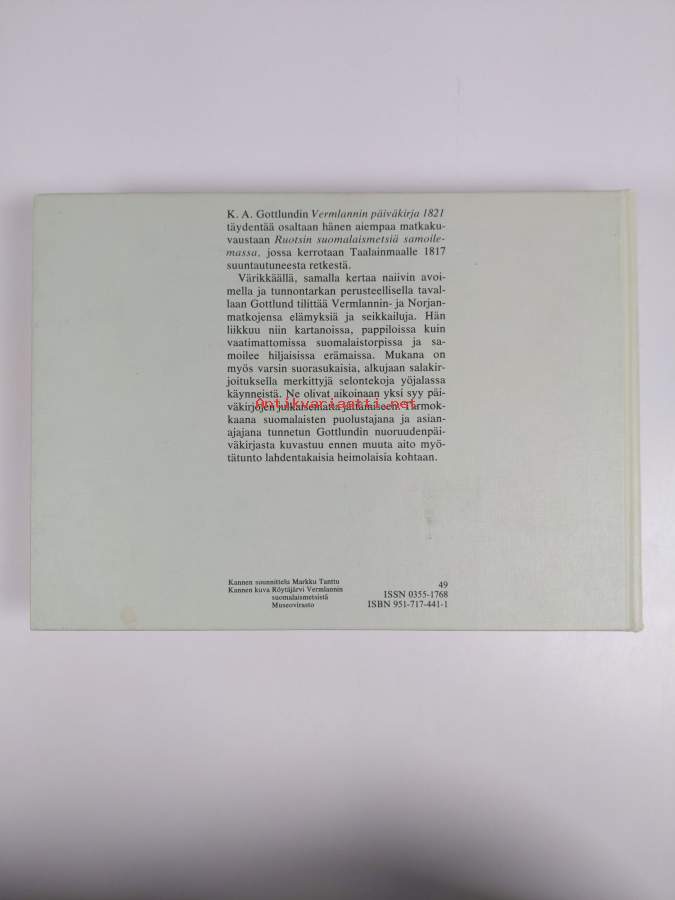 K. A. Gottlundin Vermlannin päiväkirja 1821
täydentää osaltaan hänen aiempaa matkaku-
vaustaan Ruotsin suomalaismetsiä samoile-
massa, jossa kerrotaan Taalainmaalle 1817
suuntautuneesta retkestä.
Värikkäällä, samalla kertaa naiivin avoi-
mella ja tunnontarkan perusteellisella taval-
laan Gottlund tilittää Vermlannin- ja Norjan-
matkojensa elämyksiä ja seikkailuja. Hän
liikkuu niin kartanoissa, pappiloissa kuin
vaatimattomissa suomalaistorpissa ja sa-
moilee hiljaisissa erämaissa. Mukana on
myös varsin suorasukaisia, alkujaan salakir-
joituksella merkittyjä selontekoja yöjalassa
käynneistä. Ne olivat aikoinaan yksi syy päi-
väkirjojen julkaisematta jättämiseen. Tarmok-
Antikvariaatti.net
kaana suomalaisten puolustajana ja asian-
ajajana tunnetun Gottlundin nuoruudenpäi-
väkirjasta kuvastuu ennen muuta aito myö-
tätunto lahdentakaisia heimolaisia kohtaan.
Kannen suunnittelu Markku Tanttu
Kannen kuva Röytäjärvi Vermlannin
suomalaismetsistä
Museovirasto
49
ISSN 0355-1768
ISBN 951-717-441-1